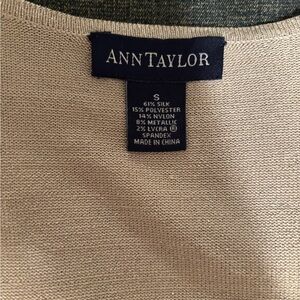 ANN TAYLOR
S
61% SILK
15% POLYESTER
14% NYLON
8% METALLIC
2% LYCRA ®
SPANDEX
MADE IN CHINA